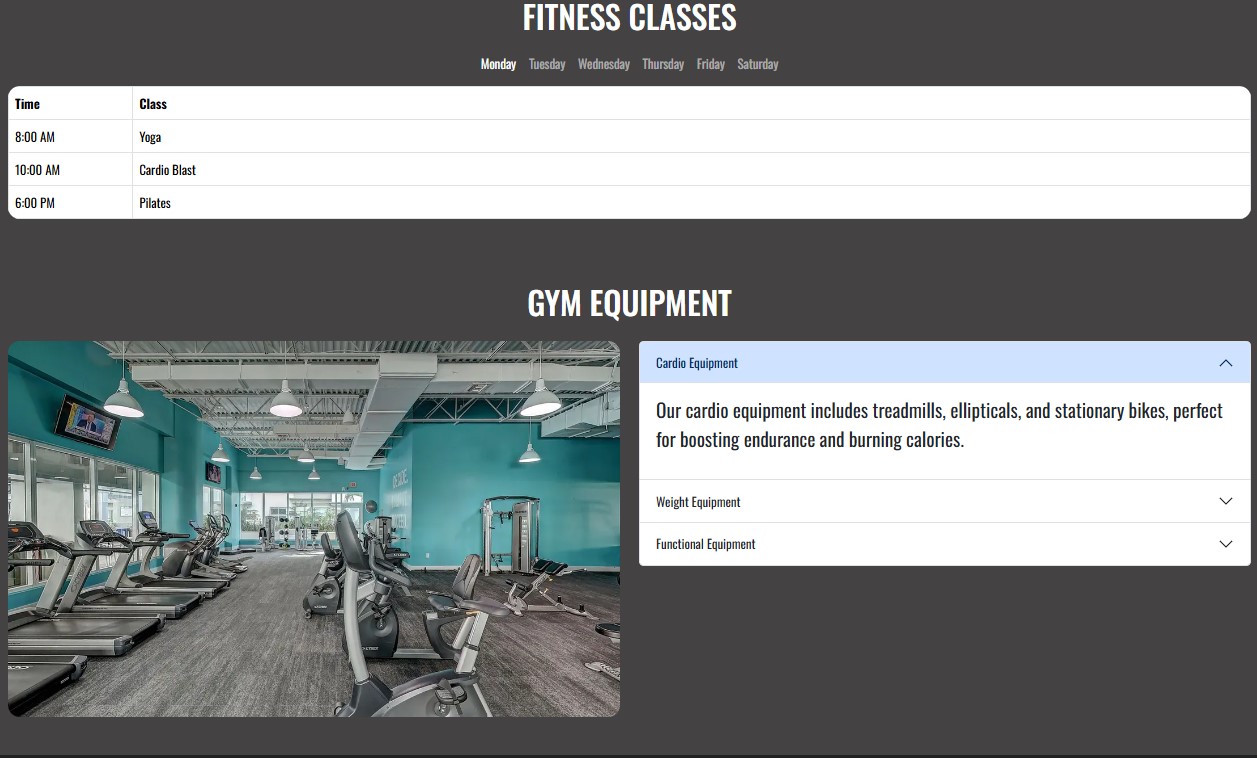 FITNESS CLASSES
Monday Tuesday Wednesday Thursday Friday Saturday
Time Class
8:00 AM Yoga
10:00 AM Cardio Blast
6:00 PM Pilates
GYM EQUIPMENT
Cardio Equipment
Our cardio equipment includes treadmills, ellipticals, and stationary bikes, perfect
for boosting endurance and burning calories.
Weight Equipment
Functional Equipment